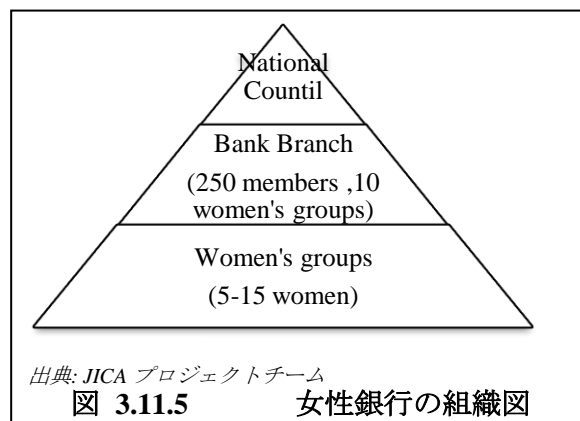 National
Countil
Bank Branch
(250 members ,10
women's groups)
Women's groups
(5-15 women)
出典: JICA プロジェクトチーム
図 3.11.5 女性銀行の組織図